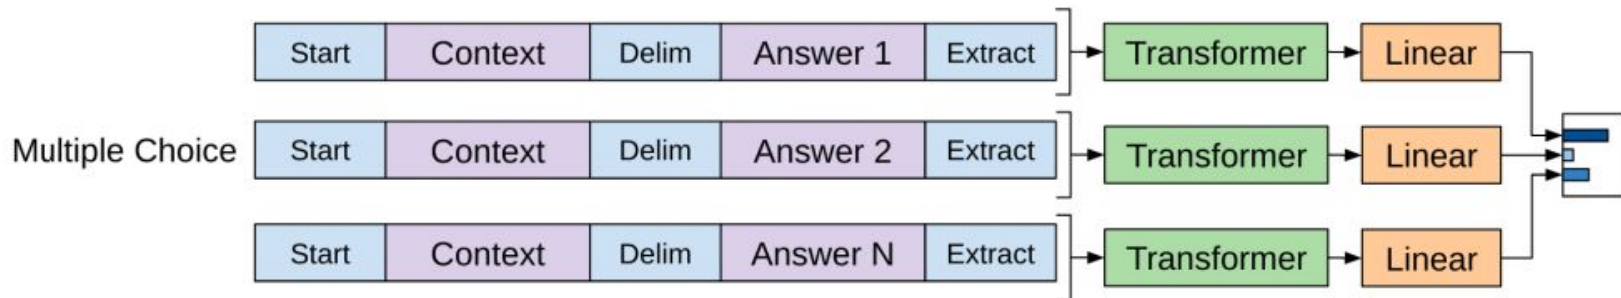 Start Context Delim Answer 1 Extract Transformer Linear
Multiple Choice Start Context Delim Answer 2 Extract Transformer Linear
Start Context Delim Answer N Extract Transformer Linear